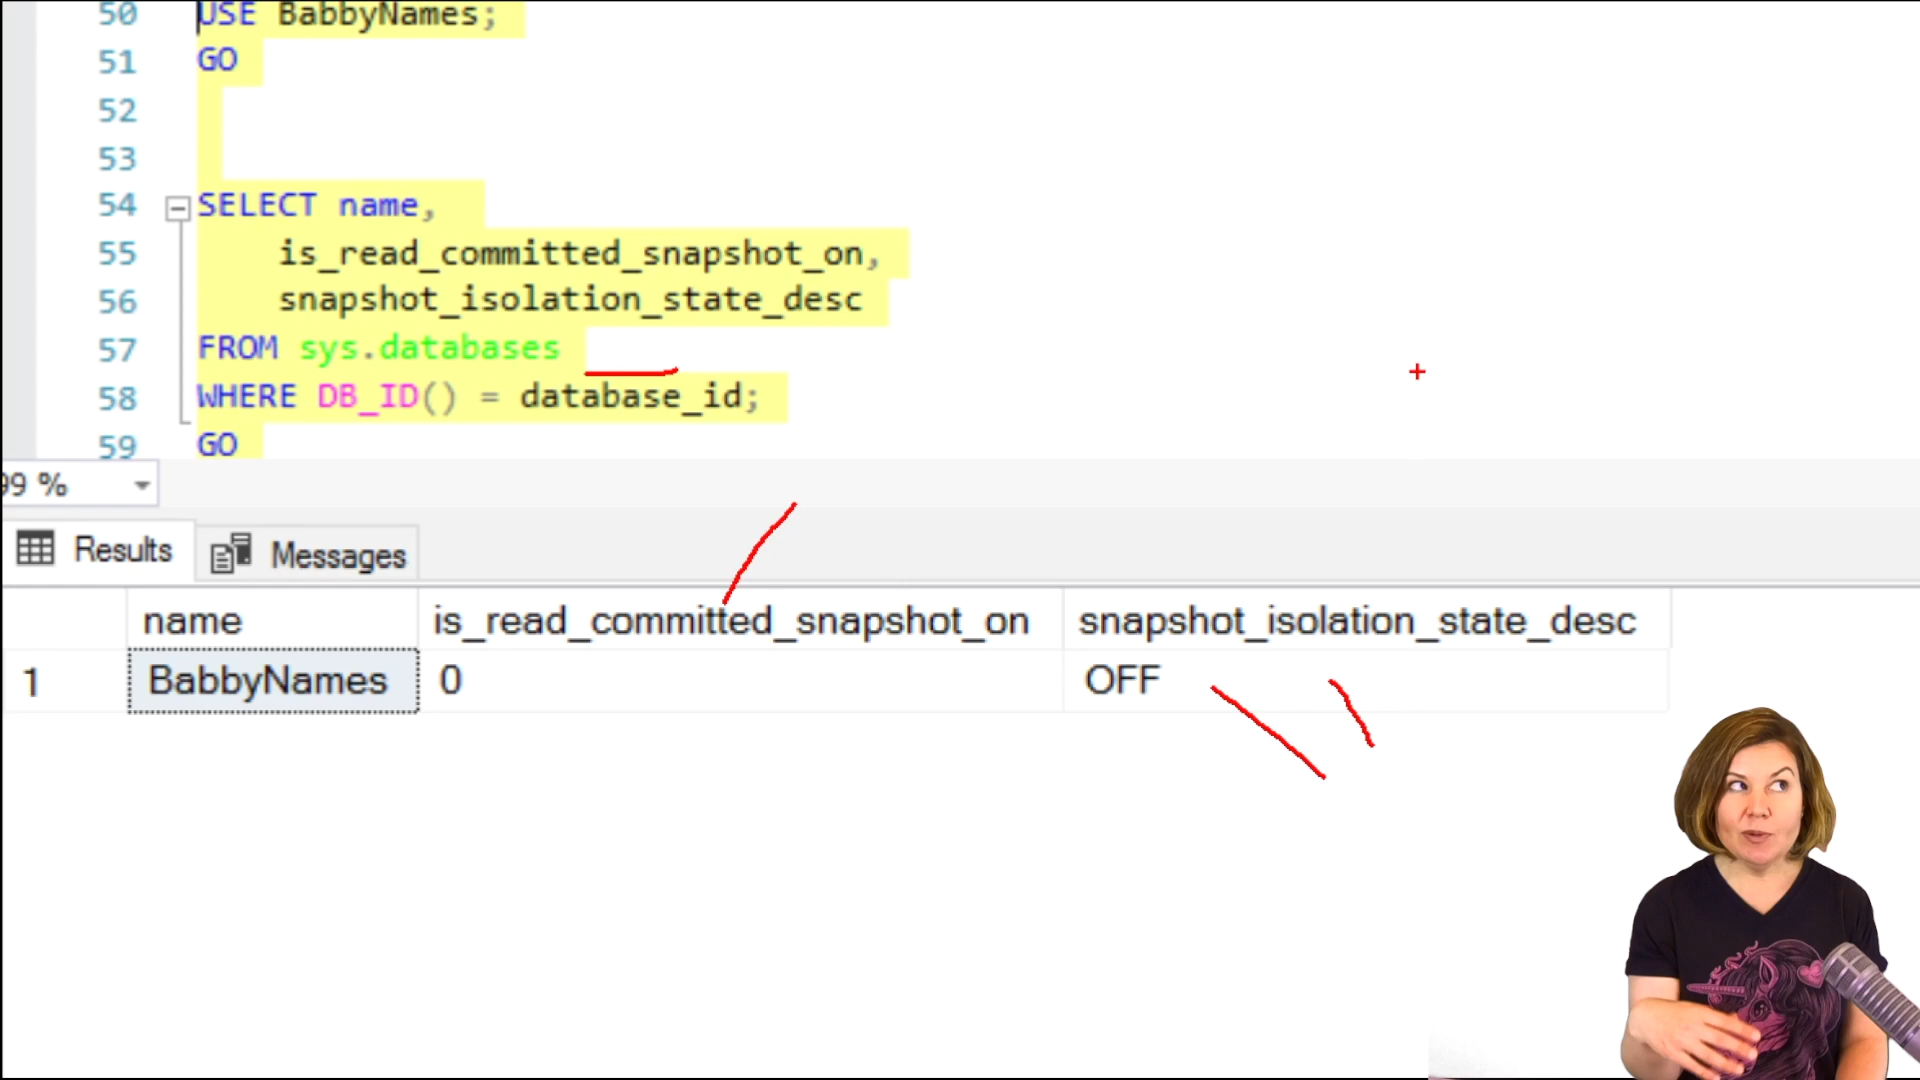 50 USE BabbyNames;
51 GO
52
53
54 SELECT name,
55 is_read_committed_snapshot_on,
56 snapshot_isolation_state_desc
57 FROM sys.databases
58 WHERE DB_ID() = database_id;
59 GO
99 %
Results Messages
name is_read_committed_snapshot_on snapshot_isolation_state_desc
1 BabbyNames 0 OFF